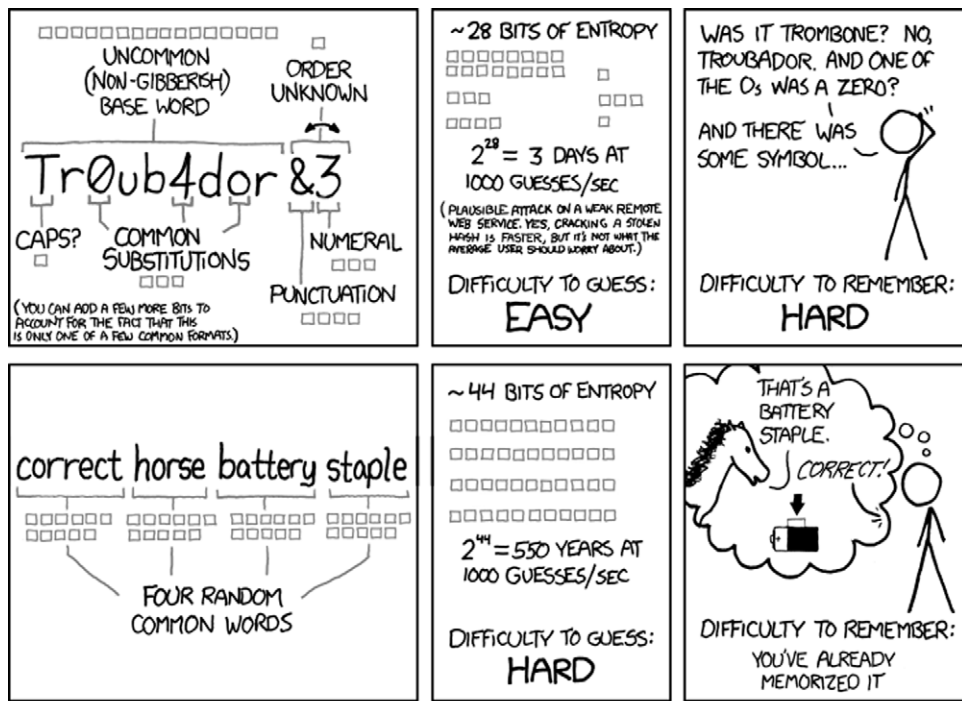 UNCOMMON
(NON-GIBBERISH)
BASE WORD
ORDER
UNKNOWN
Tr0ub4dor &3
CAPS?
COMMON
SUBSTITUTIONS
NUMERAL
PUNCTUATION
(YOU CAN ADD A FEW MORE BITS TO
ACCOUNT FOR THE FACT THAT THIS
IS ONLY ONE OF A FEW COMMON FORMATS.)
~28 BITS OF ENTROPY
2^28 = 3 DAYS AT
1000 GUESSES/SEC
(PLAUSIBLE ATTACK ON A WEAK REMOTE
WEB SERVICE. YES, CRACKING A STOLEN
HASH IS FASTER, BUT IT'S NOT WHAT THE
AVERAGE USER SHOULD WORRY ABOUT.)
DIFFICULTY TO GUESS:
EASY
WAS IT TROMBONE? NO,
TROUBADOR. AND ONE OF
THE Os WAS A ZERO?
AND THERE WAS
SOME SYMBOL...
DIFFICULTY TO REMEMBER:
HARD
correct horse battery staple
FOUR RANDOM
COMMON WORDS
~44 BITS OF ENTROPY
2^44 = 550 YEARS AT
1000 GUESSES/SEC
DIFFICULTY TO GUESS:
HARD
THAT'S A
BATTERY
STAPLE.
CORRECT!
DIFFICULTY TO REMEMBER:
YOU'VE ALREADY
MEMORIZED IT